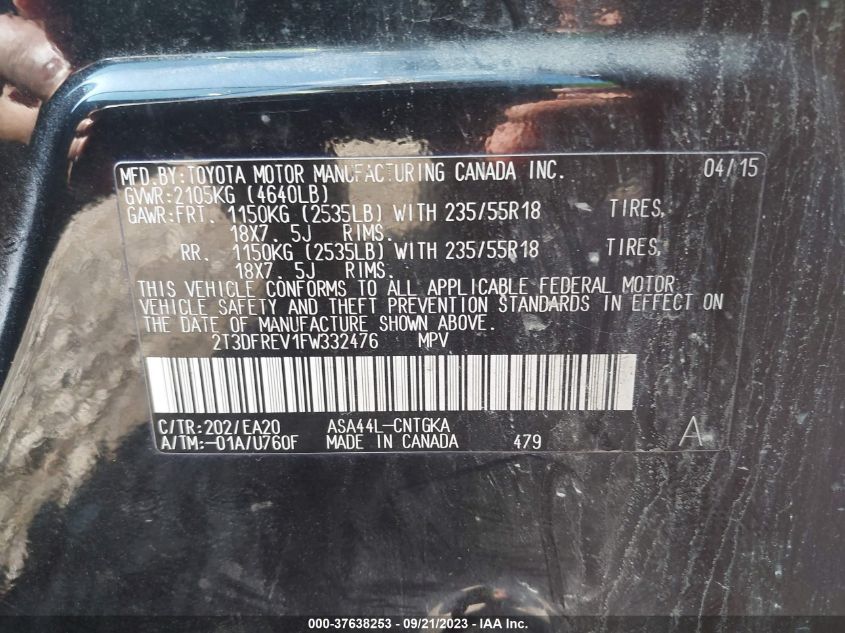 MFD.BY:TOYOTA MOTOR MANUFACTURING CANADA INC. 04/15
GVWR:2105KG (4640LB)
GAWR:FRT. 1150KG (2535LB) WITH 235/55R18 TIRES,
18X7. 5J RIMS.
RR. 1150KG (2535LB) WITH 235/55R18 TIRES,
18X7. 5J RIMS.
THIS VEHICLE CONFORMS TO ALL APPLICABLE FEDERAL MOTOR
VEHICLE SAFETY AND THEFT PREVENTION STANDARDS IN EFFECT ON
THE DATE OF MANUFACTURE SHOWN ABOVE.
2T3DFREV1FW332476 MPV
C/TR:202/EA20 ASA44L-CNTGKA
A/TM:-01A/U760F MADE IN CANADA 479 A
000-37638253 - 09/21/2023 - IAA Inc.